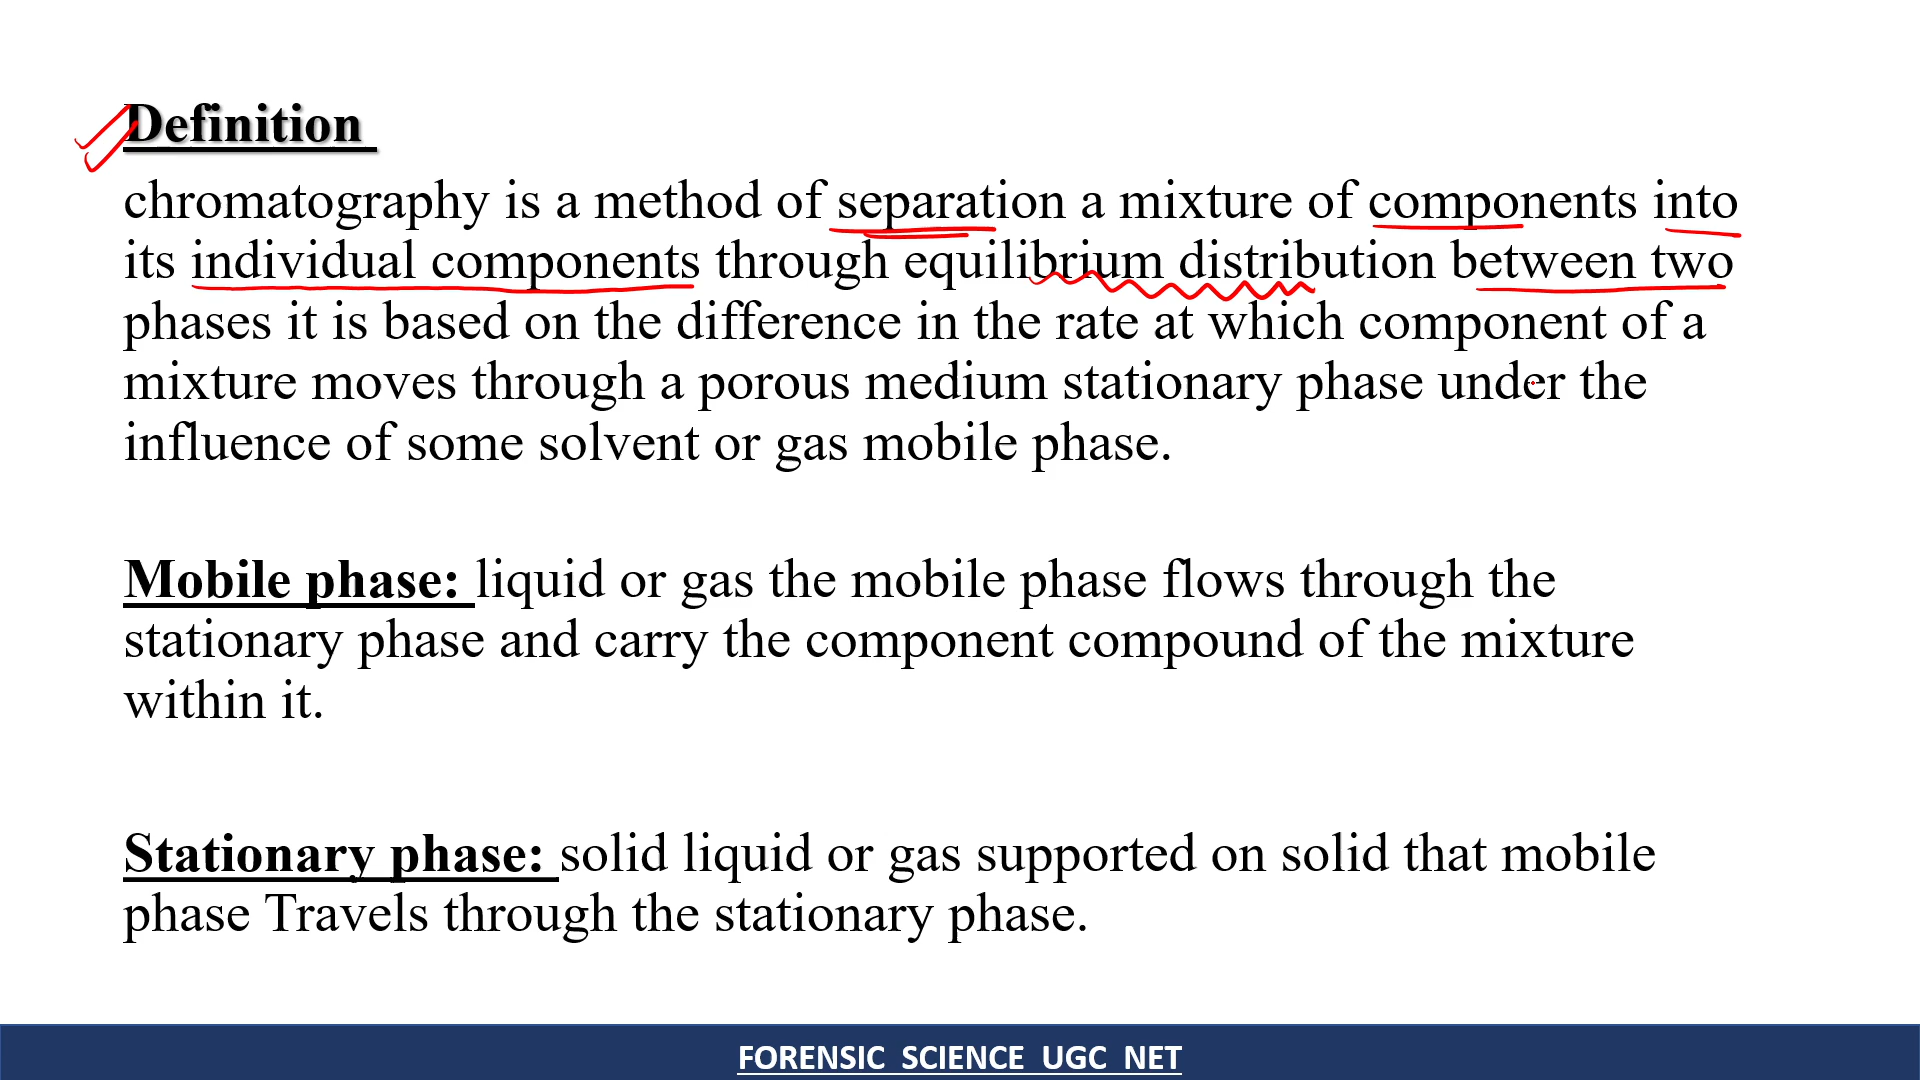 Definition
chromatography is a method of separation a mixture of components into
its individual components through equilibrium distribution between two
phases it is based on the difference in the rate at which component of a
mixture moves through a porous medium stationary phase under the
influence of some solvent or gas mobile phase.
Mobile phase: liquid or gas the mobile phase flows through the
stationary phase and carry the component compound of the mixture
within it.
Stationary phase: solid liquid or gas supported on solid that mobile
phase Travels through the stationary phase.
FORENSIC SCIENCE UGC NET